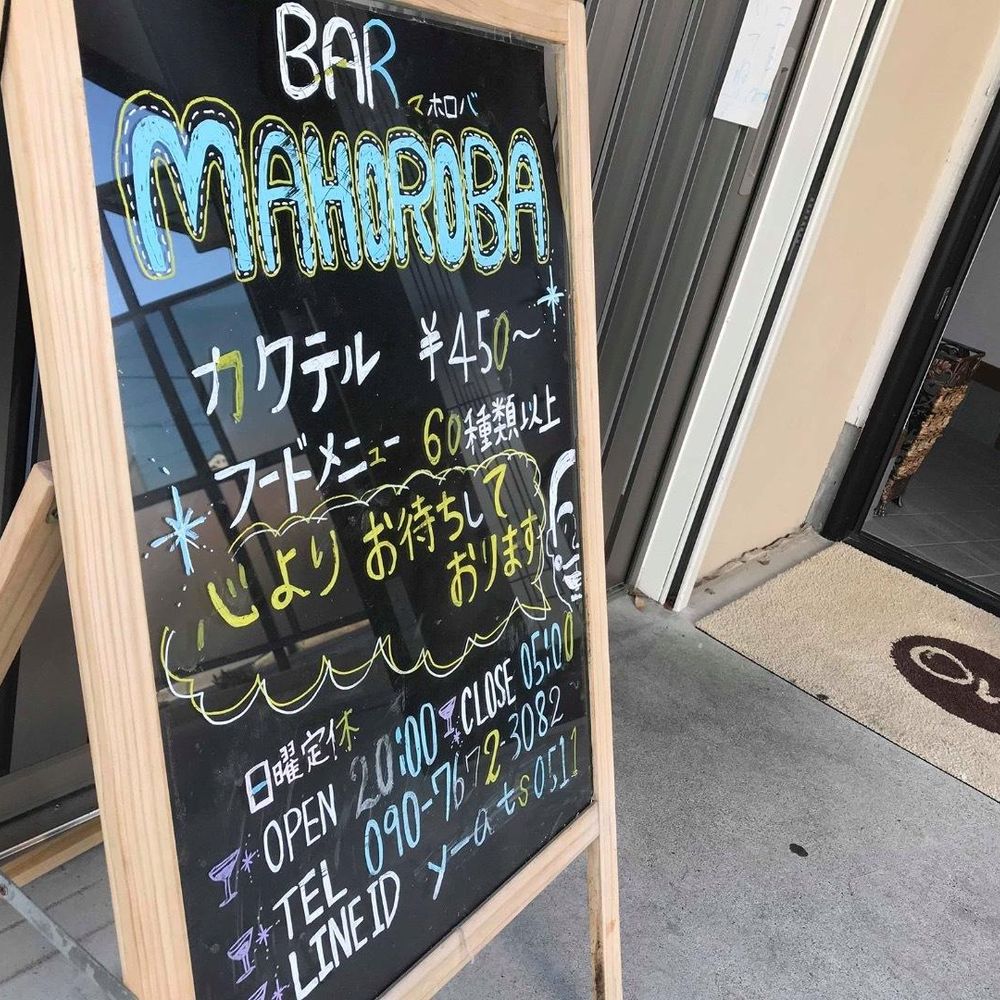 BAR
マホロバ
MAHOROBA
カクテル ¥450~
フードメニュー 60種類以上
心よりお待ちして
おります
日曜定休
OPEN 20:00 CLOSE 05:00
TEL 090-7672-3082
LINE ID y-a ts0511